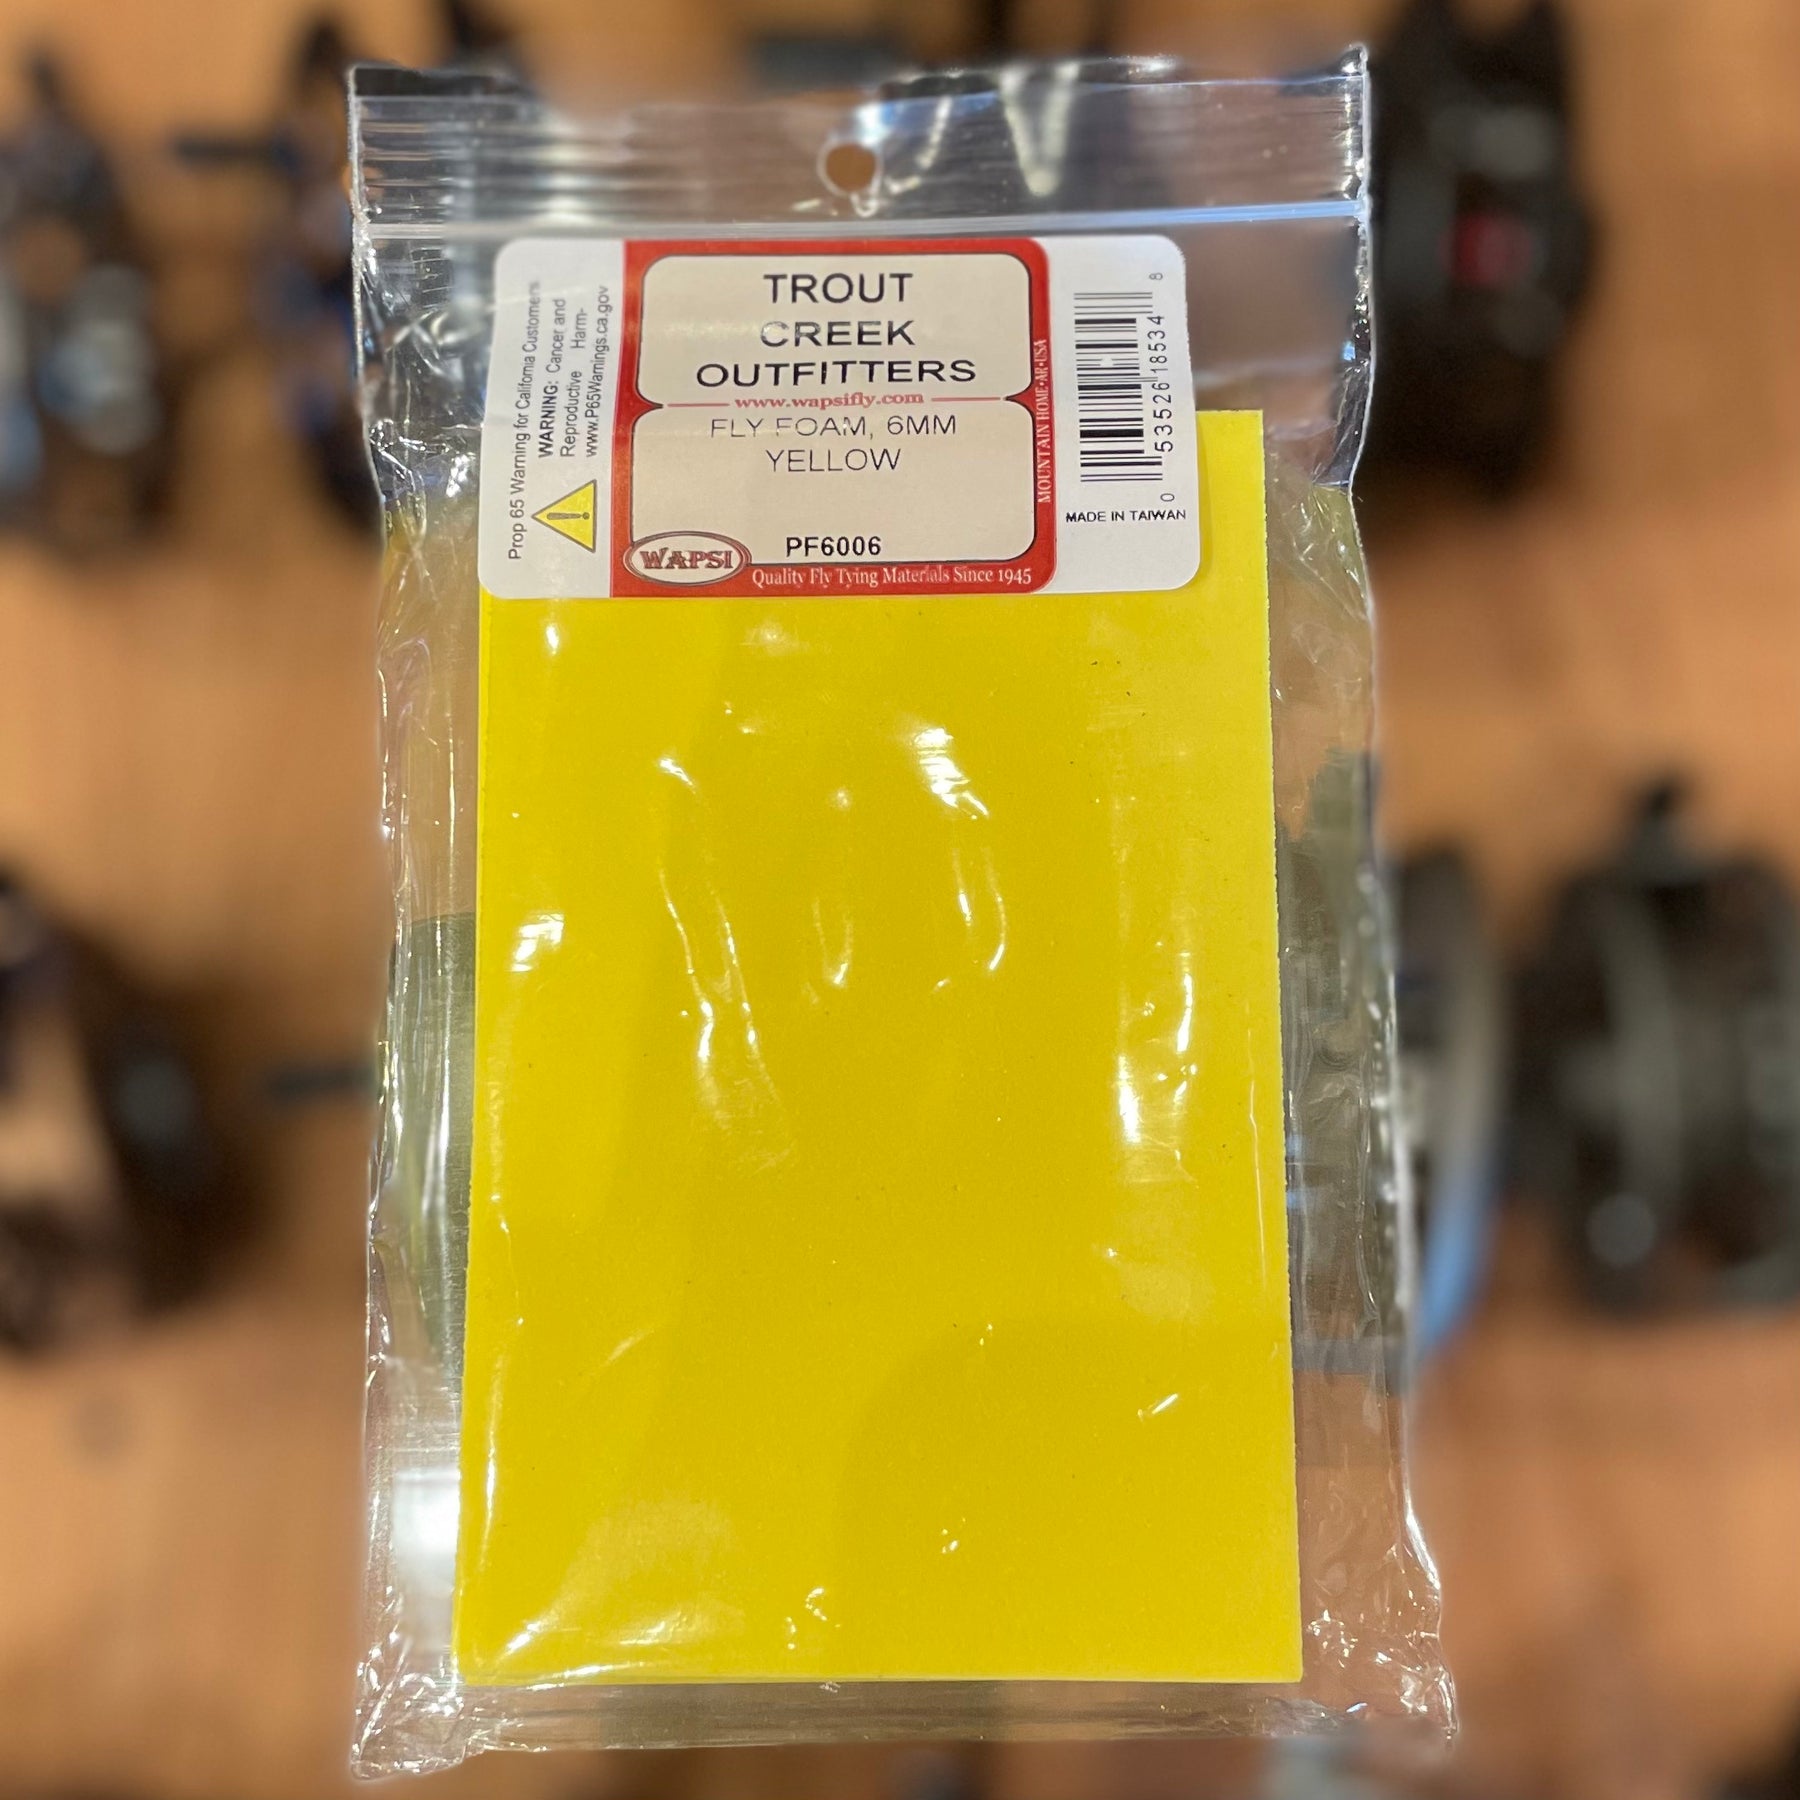 Prop 65 Warning for California Customers
WARNING: Cancer and
Reproductive Harm-
www.P65Warnings.ca.gov
TROUT
CREEK
OUTFITTERS
www.wapsifly.com
FLY FOAM, 6MM
YELLOW
PF6006
WAPSI
Quality Fly Tying Materials Since 1945
MOUNTAIN HOME•AR•USA
0 53526 18534 8
MADE IN TAIWAN